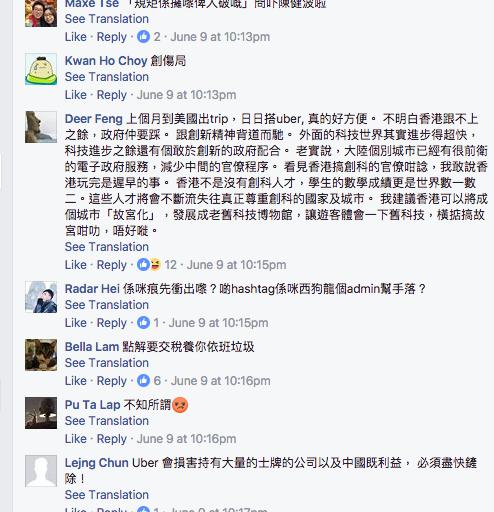 Maxe Tse 「規矩係攞嚟俾人破嘅」問吓陳健波啦
See Translation
Like · Reply · 2 · June 9 at 10:13pm
Kwan Ho Choy 創傷局
See Translation
Like · Reply · June 9 at 10:13pm
Deer Feng 上個月到美國出trip，日日搭uber, 真的好方便。 不明白香港跟不上
之餘，政府仲要踩。 跟創新精神背道而馳。 外面的科技世界其實進步得超快，
科技進步之餘還有個敢於創新的政府配合。 老實說，大陸個別城市已經有很前衛
的電子政府服務，減少中間的官僚程序。 看見香港搞創科的官僚咁諗，我敢說香
港玩完是遲早的事。 香港不是沒有創科人才，學生的數學成績更是世界數一數
二。這些人才將會不斷流失往真正尊重創科的國家及城市。 我建議香港可以將成
個城市「故宮化」，發展成老舊科技博物館，讓遊客體會一下舊科技，橫掂搞故
宮咁叻，唔好嘥。
See Translation
Like · Reply · 12 · June 9 at 10:15pm
Radar Hei 係咪痕先衝出嚟？啲hashtag係咪西狗龍個admin幫手落？
See Translation
Like · Reply · 1 · June 9 at 10:15pm
Bella Lam 點解要交稅養你依班垃圾
See Translation
Like · Reply · 6 · June 9 at 10:16pm
Pu Ta Lap 不知所謂
See Translation
Like · Reply · June 9 at 10:16pm
Lejng Chun Uber 會損害持有大量的士牌的公司以及中國既利益， 必須盡快鏟
除！
See Translation
Like · Reply · 1 · June 9 at 10:17pm